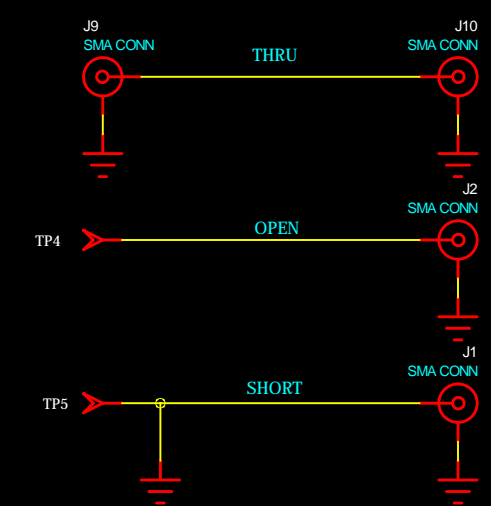 J9
SMA CONN
THRU
J10
SMA CONN
J2
SMA CONN
TP4
OPEN
J1
SMA CONN
TP5
SHORT